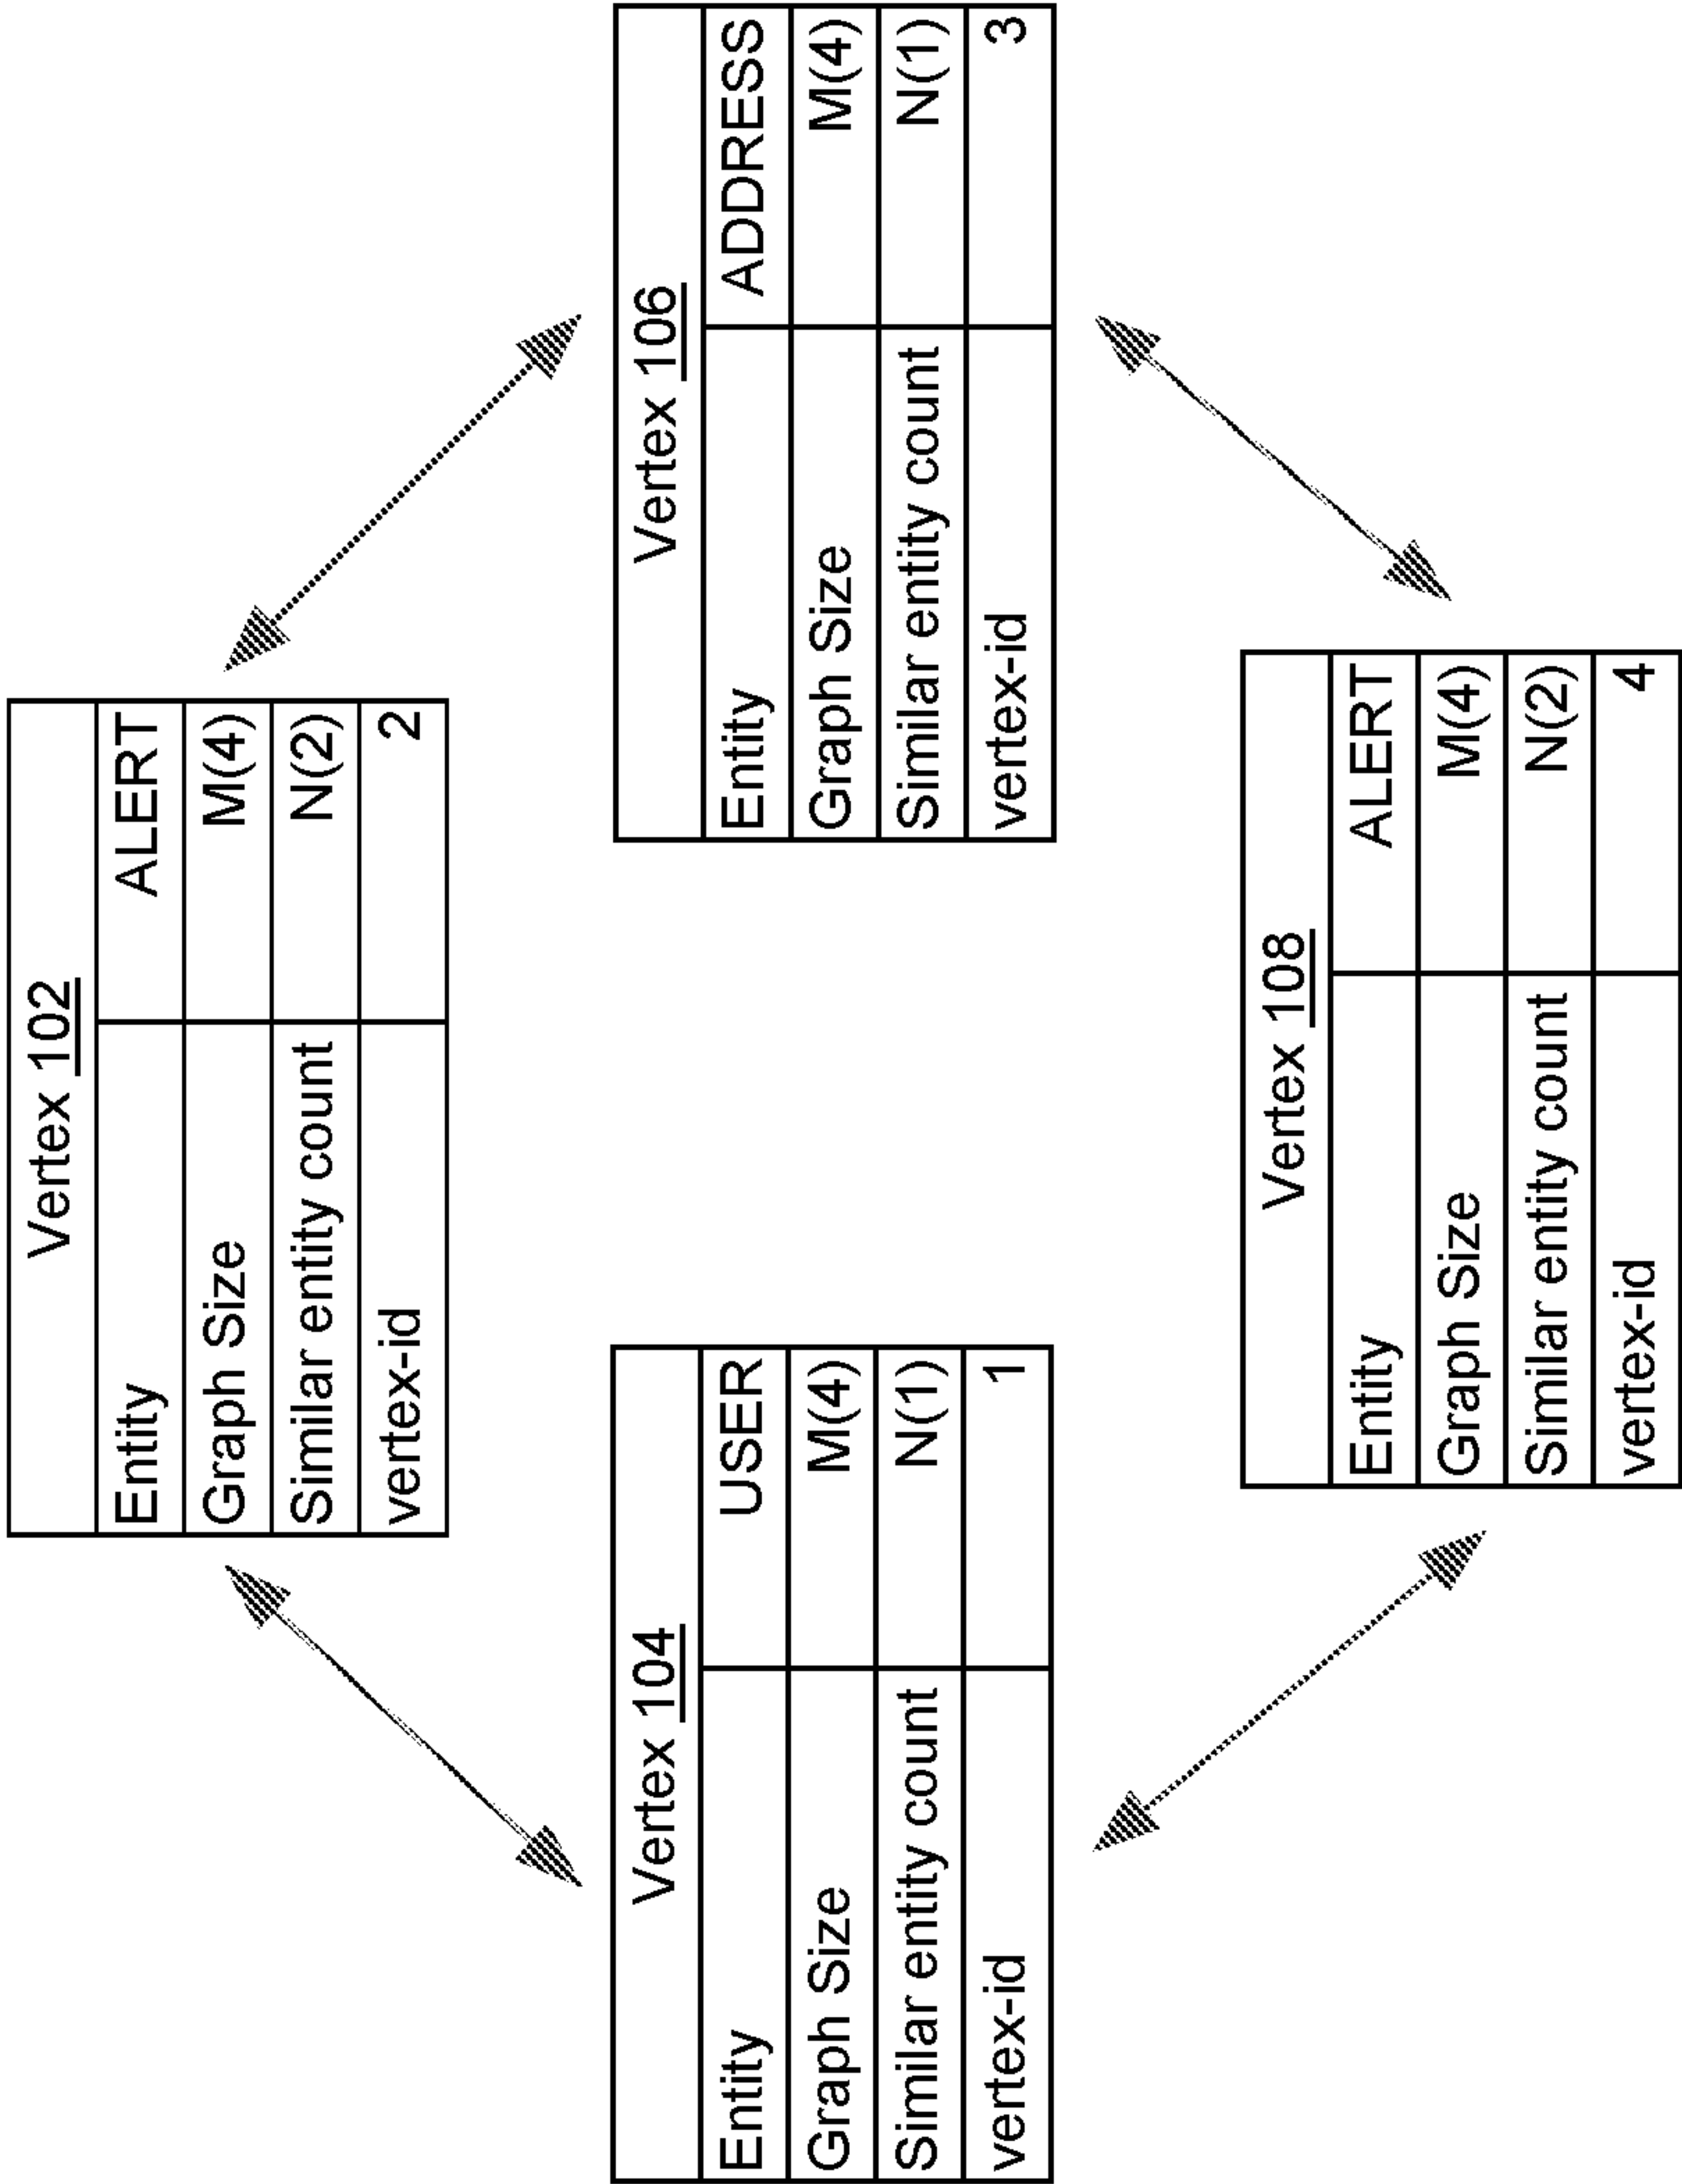 Vertex 102
Entity ALERT
Graph Size M(4)
Similar entity count N(2)
vertex-id 2
Vertex 104
Entity USER
Graph Size M(4)
Similar entity count N(1)
vertex-id 1
Vertex 106
Entity ADDRESS
Graph Size M(4)
Similar entity count N(1)
vertex-id 3
Vertex 108
Entity ALERT
Graph Size M(4)
Similar entity count N(2)
vertex-id 4